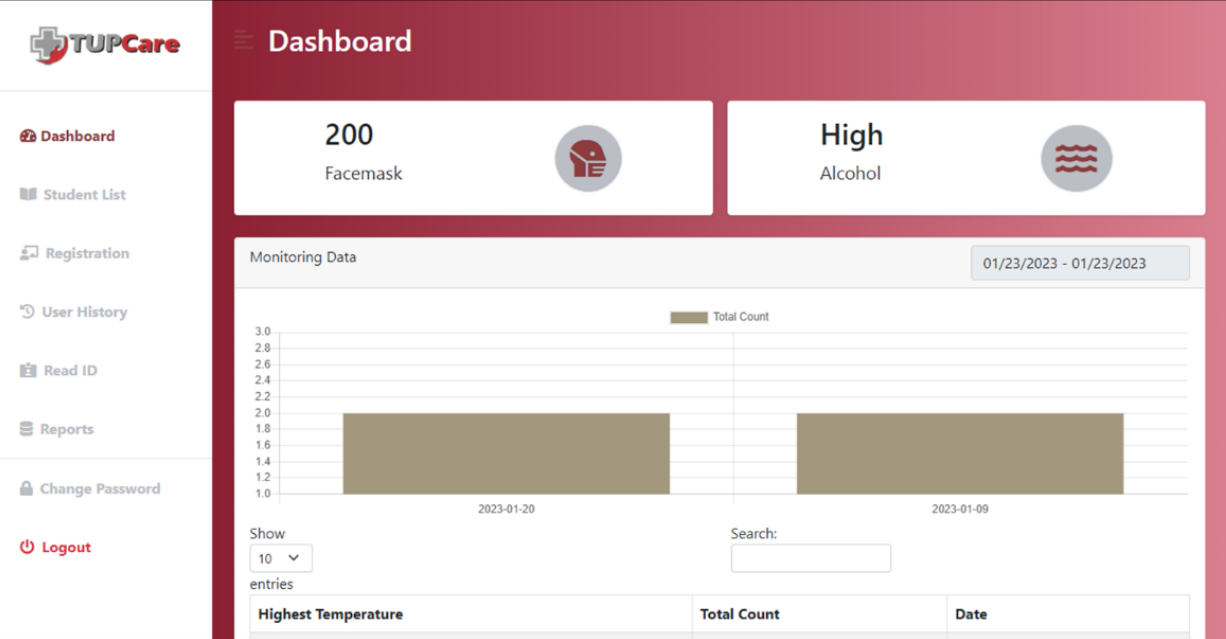 TUPCare
Dashboard
Student List
Registration
User History
Read ID
Reports
Change Password
Logout
Dashboard
200
Facemask
High
Alcohol
Monitoring Data
01/23/2023 - 01/23/2023
Total Count
3.0
2.8
2.6
2.4
2.2
2.0
1.8
1.6
1.4
1.2
1.0
2023-01-20
2023-01-09
Show
10
entries
Search:
Highest Temperature
Total Count
Date